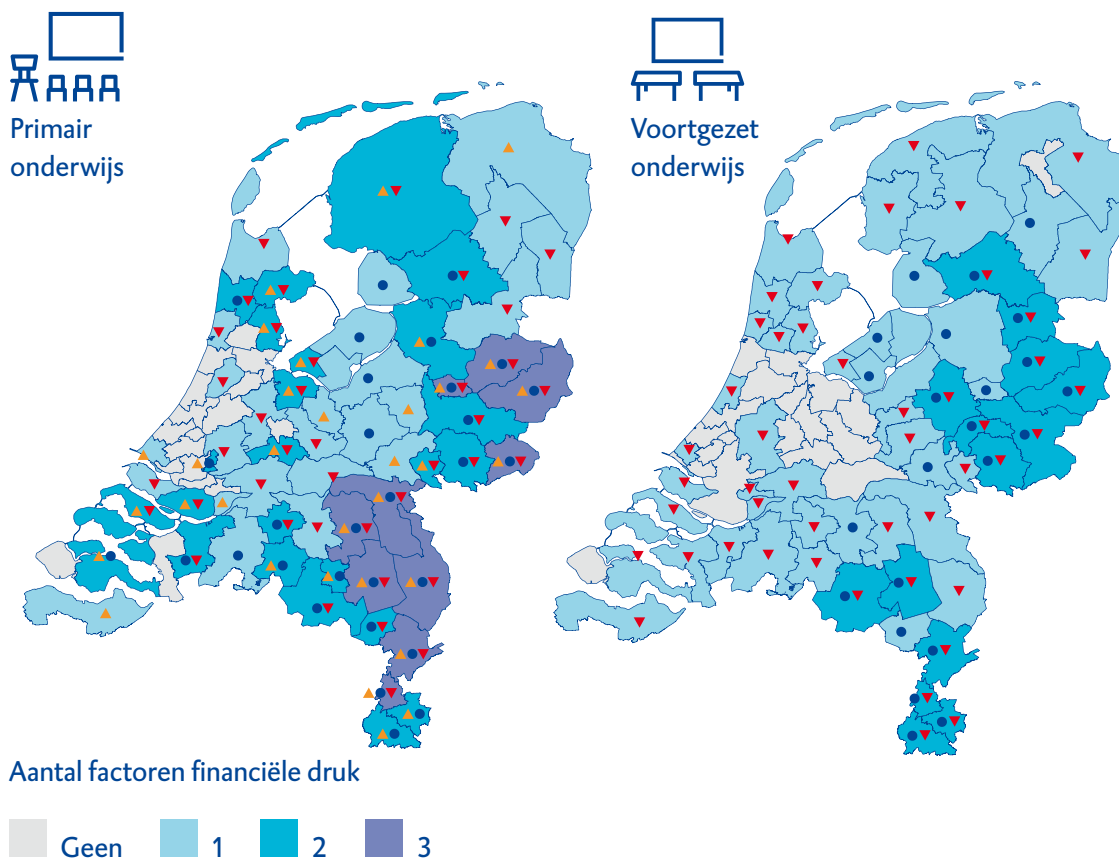 Primair
onderwijs
Voortgezet
onderwijs
Aantal factoren financiële druk
Geen
1
2
3